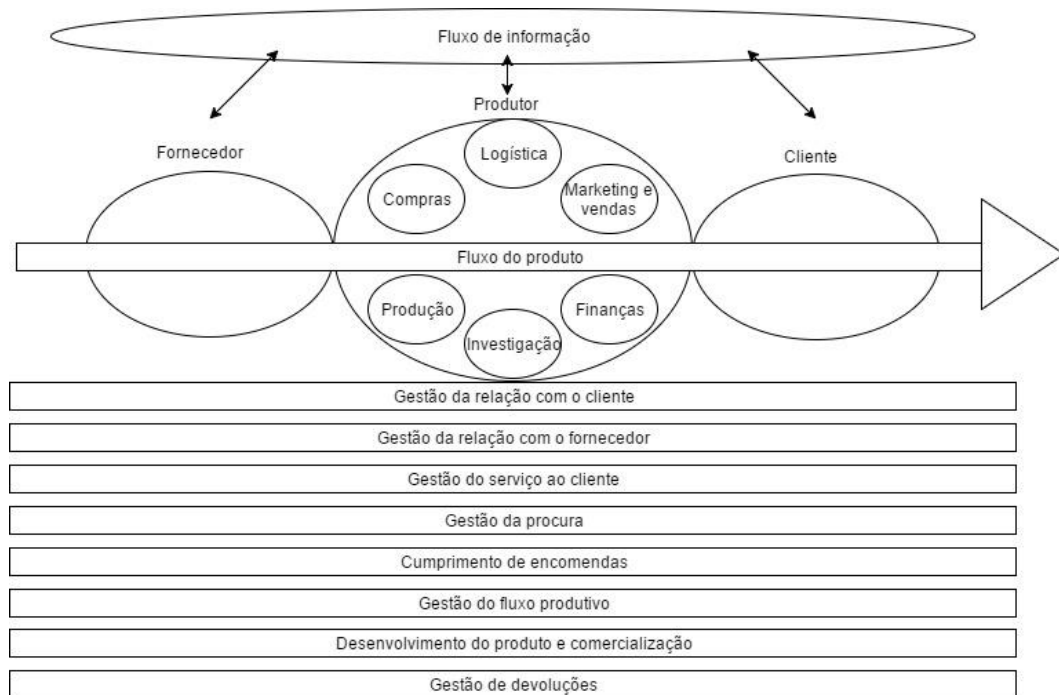 Fluxo de informação
Produtor
Fornecedor
Cliente
Logística
Compras
Marketing e
vendas
Fluxo do produto
Produção
Finanças
Investigação
Gestão da relação com o cliente
Gestão da relação com o fornecedor
Gestão do serviço ao cliente
Gestão da procura
Cumprimento de encomendas
Gestão do fluxo produtivo
Desenvolvimento do produto e comercialização
Gestão de devoluções